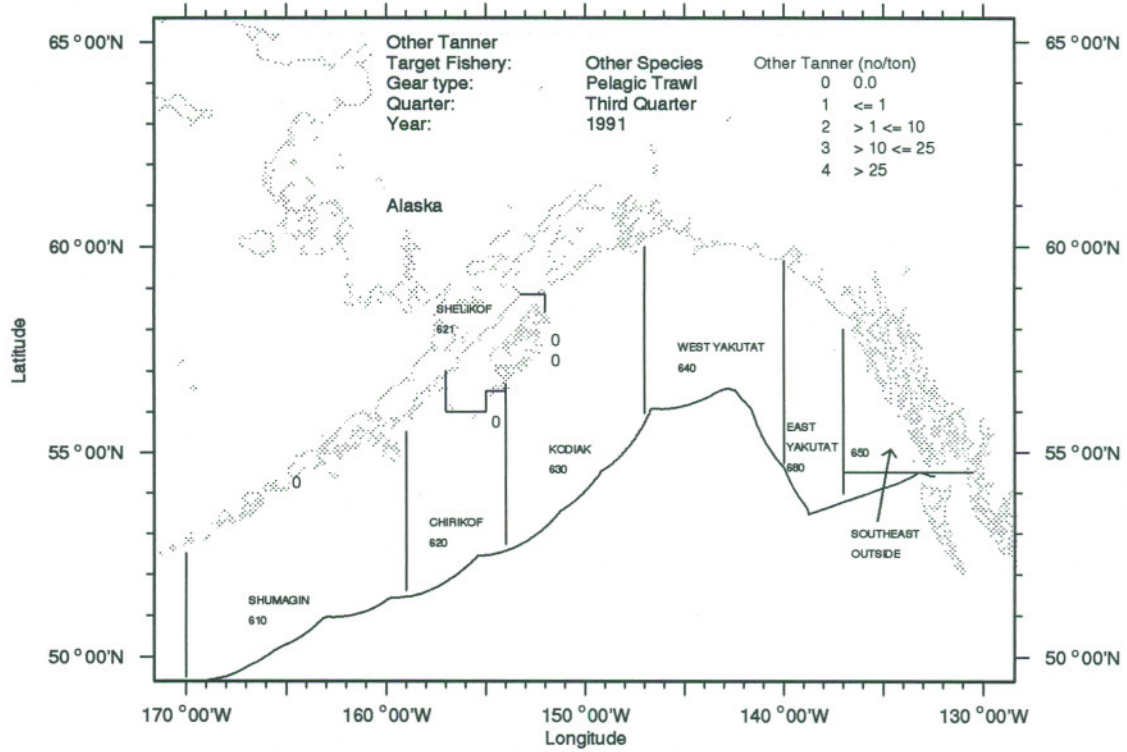 Other Tanner
Target Fishery: Other Species
Gear type: Pelagic Trawl
Quarter: Third Quarter
Year: 1991
Other Tanner (no/ton)
0 0.0
1 <= 1
2 > 1 <= 10
3 > 10 <= 25
4 > 25
65 °00'N
65 °00'N
Alaska
60 °00'N
60 °00'N
SHELIKOF
621
0
0
WEST YAKUTAT
640
0
EAST
YAKUTAT
680
650
KODIAK
630
55 °00'N
55 °00'N
0
CHIRIKOF
620
SOUTHEAST
OUTSIDE
SHUMAGIN
610
50 °00'N
50 °00'N
Latitude
170 °00'W 160 °00'W 150 °00'W 140 °00'W 130 °00'W
Longitude